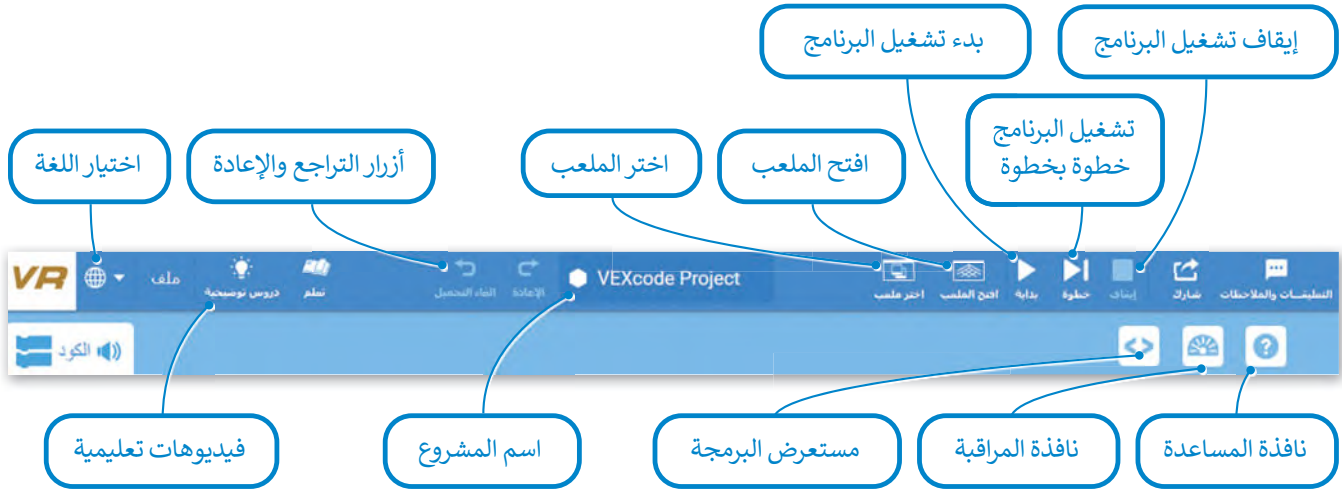 إيقاف تشغيل البرنامج
بدء تشغيل البرنامج
تشغيل البرنامج
خطوة بخطوة
افتح الملعب
اختر الملعب
أزرار التراجع والإعادة
اختيار اللغة
VR
ملف
دروس توضيحية
تعلم
الغاء التحميل
الإعادة
VEXcode Project
اختر ملعب
افتح الملعب
بداية
خطوة
إيقاف
شارك
التعليقات والملاحظات
الكود
نافذة المساعدة
نافذة المراقبة
مستعرض البرمجة
اسم المشروع
فيديوهات تعليمية